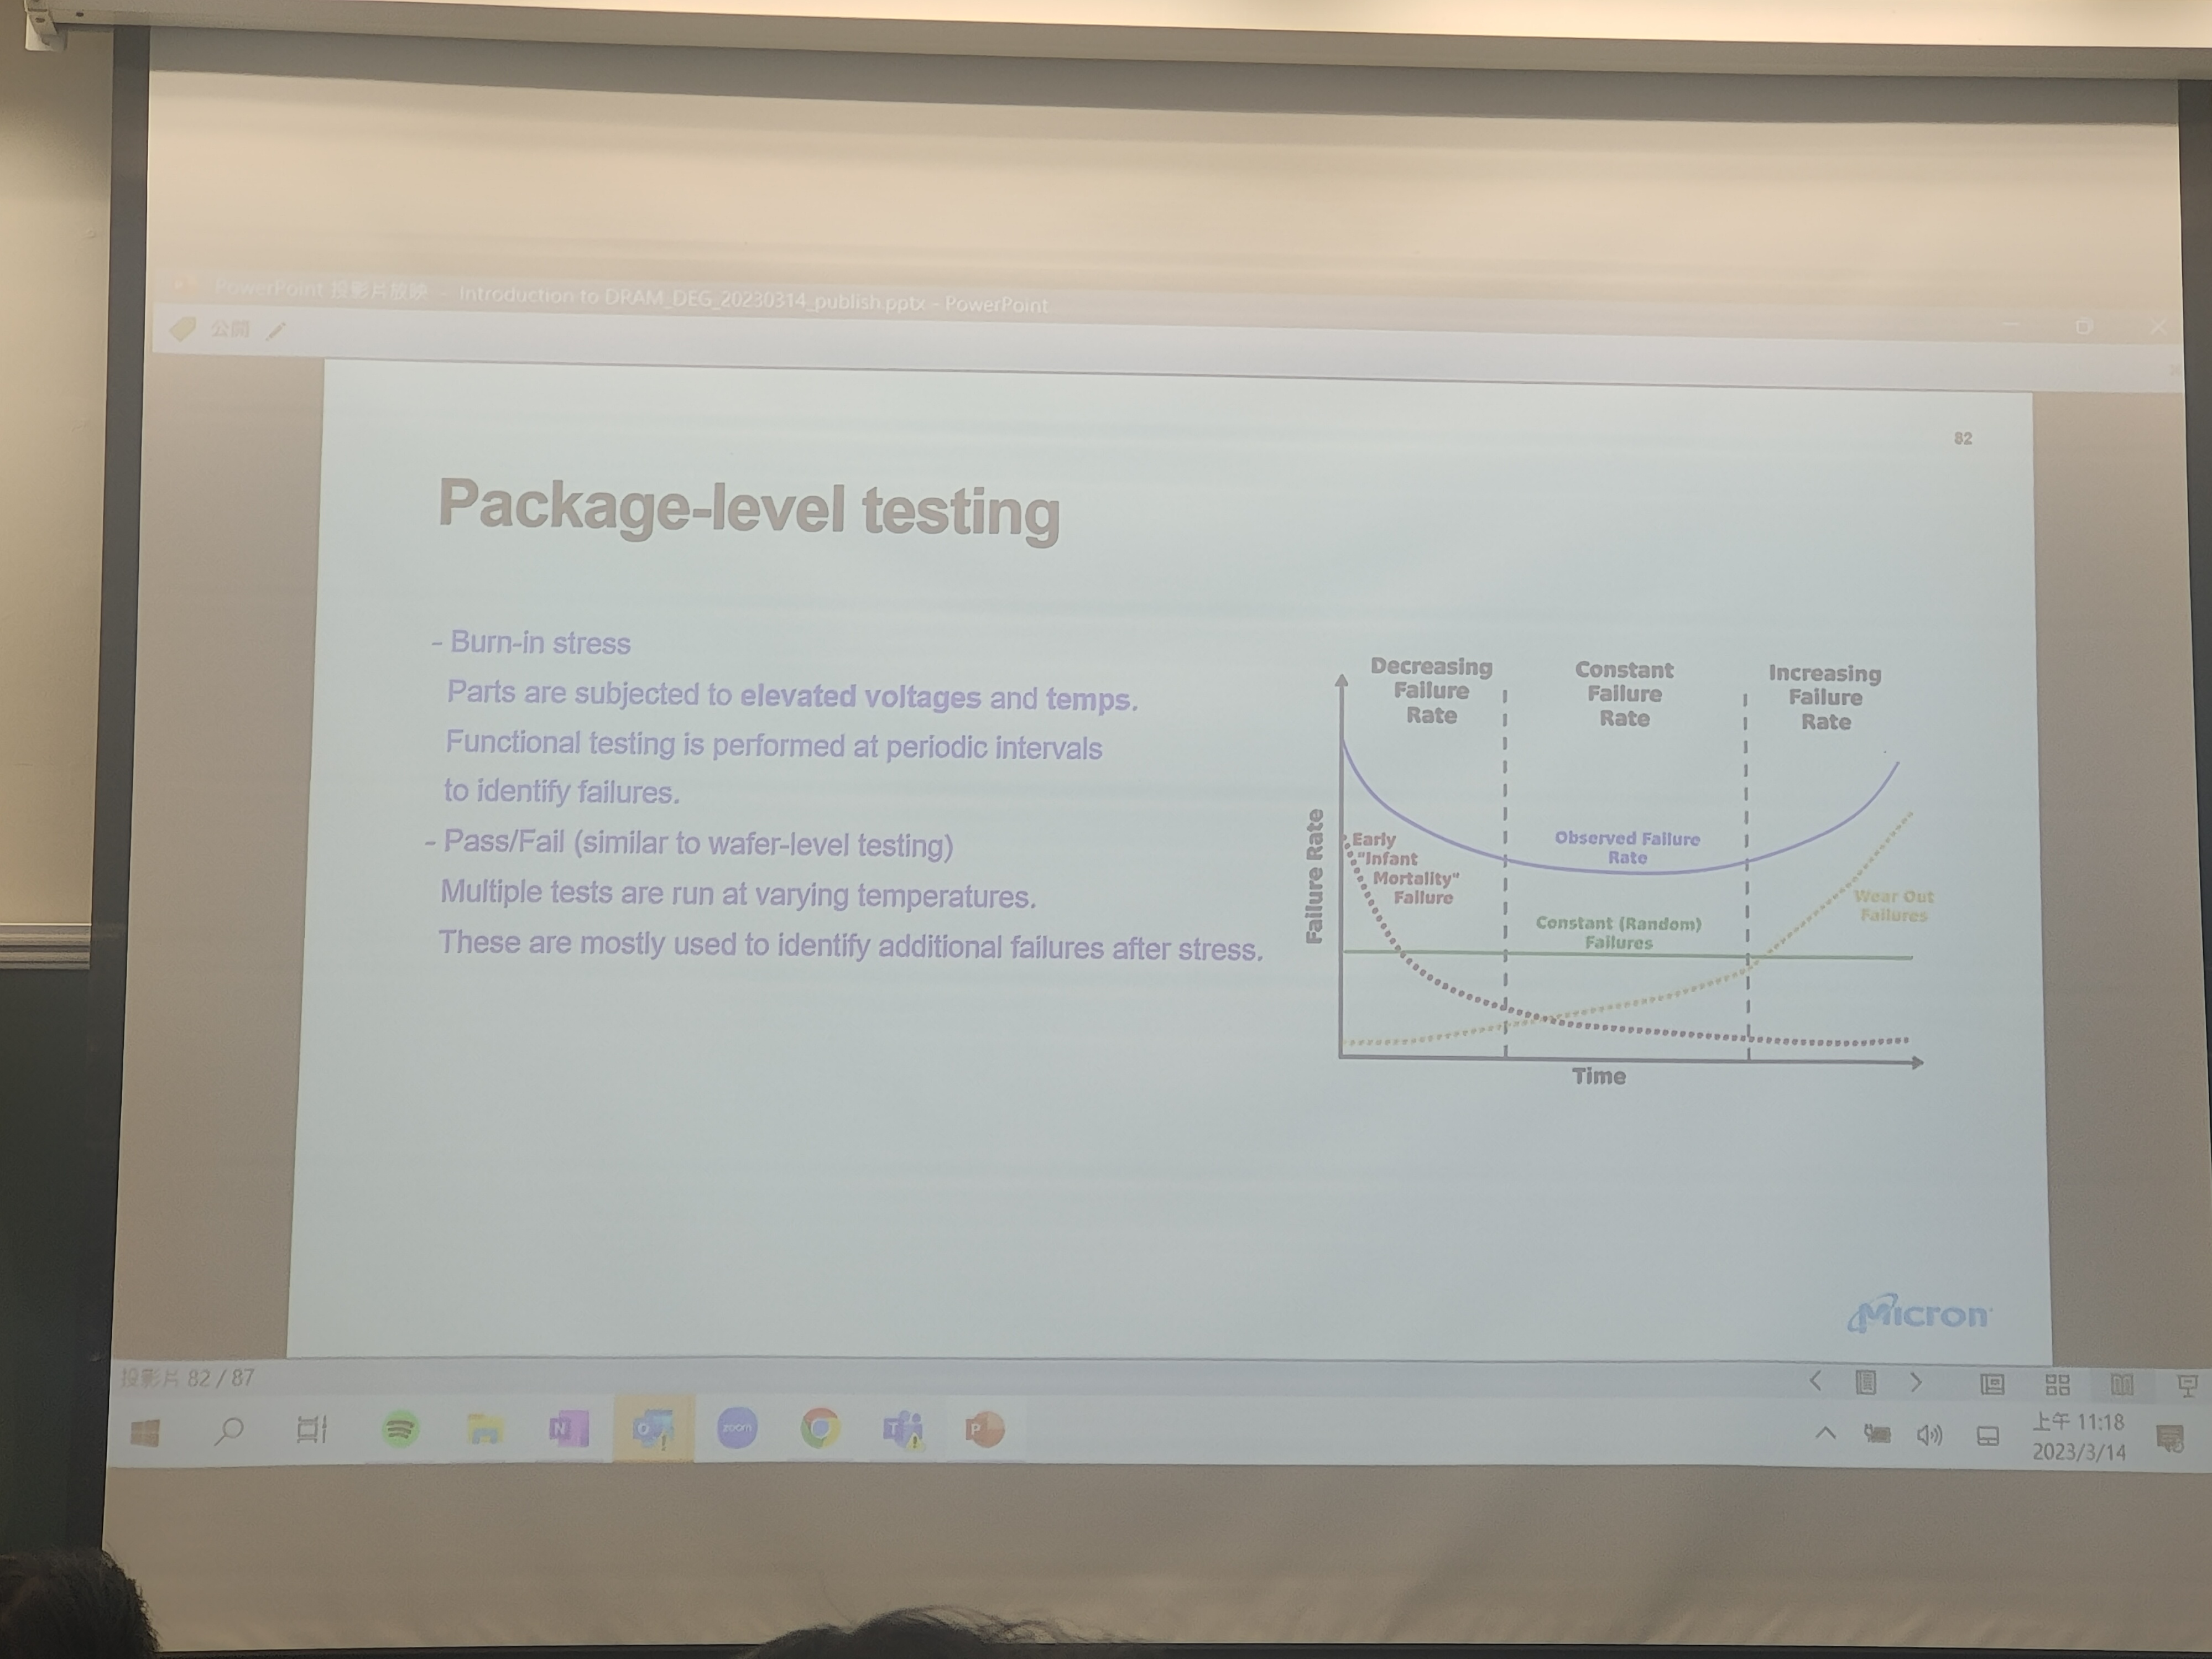 PowerPoint 投影片放映 - Introduction to DRAM_DEG_20230314_publish.pptx - PowerPoint
公開
82
Package-level testing
- Burn-in stress
Parts are subjected to elevated voltages and temps.
Functional testing is performed at periodic intervals
to identify failures.
- Pass/Fail (similar to wafer-level testing)
Multiple tests are run at varying temperatures.
These are mostly used to identify additional failures after stress.
Decreasing
Failure
Rate
Constant
Failure
Rate
Increasing
Failure
Rate
Failure Rate
Early
"Infant
Mortality"
Failure
Observed Failure
Rate
Constant (Random)
Failures
Wear Out
Failures
Time
Micron
投影片 82 / 87
N
O
zoom
T
P
上午 11:18
2023/3/14